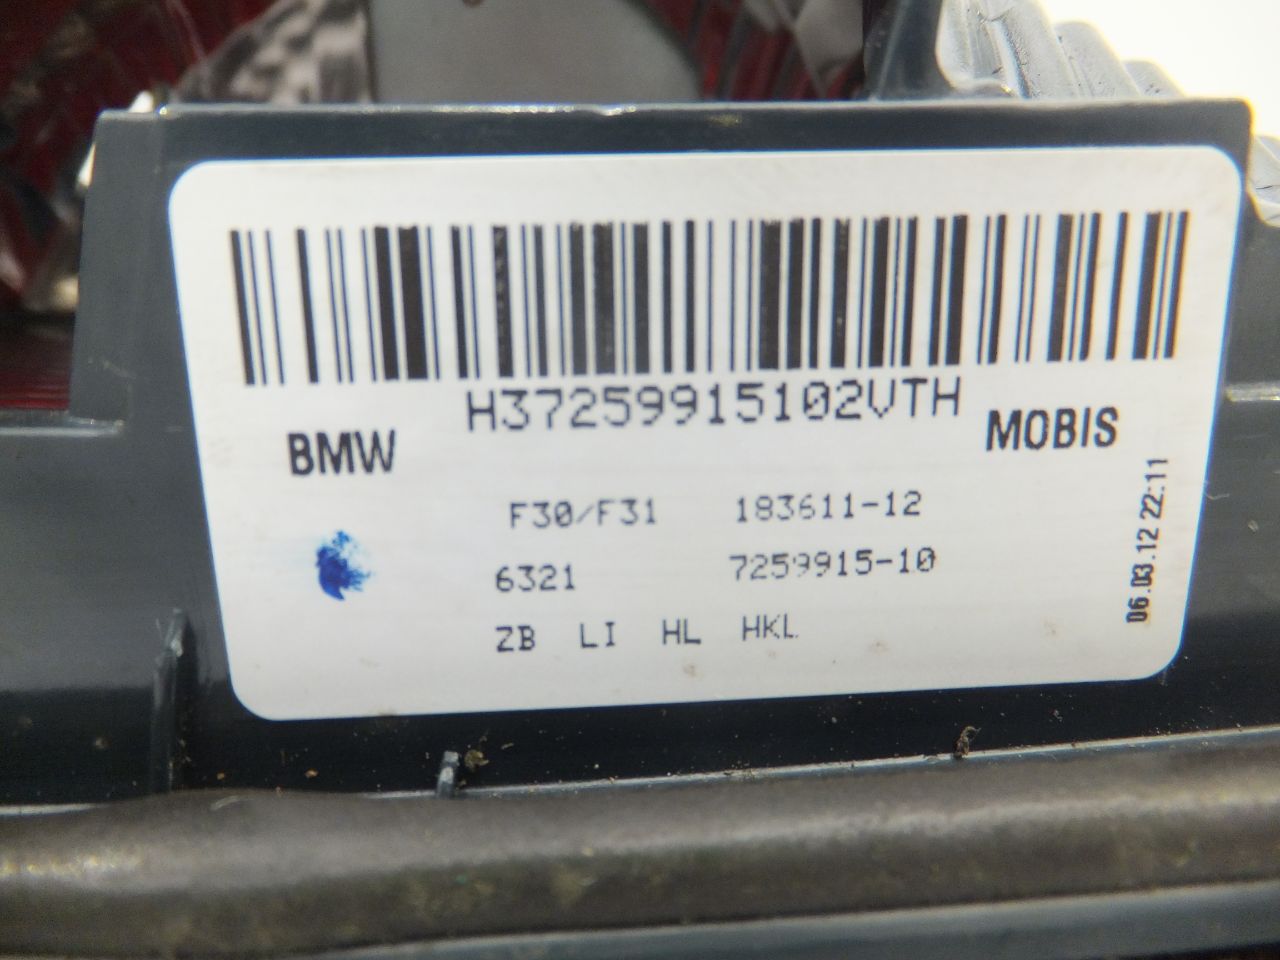 H37259915102VTH
BMW
MOBIS
F30/F31 183611-12
6321 7259915-10
ZB LI HL HKL
06.03.12 22:11